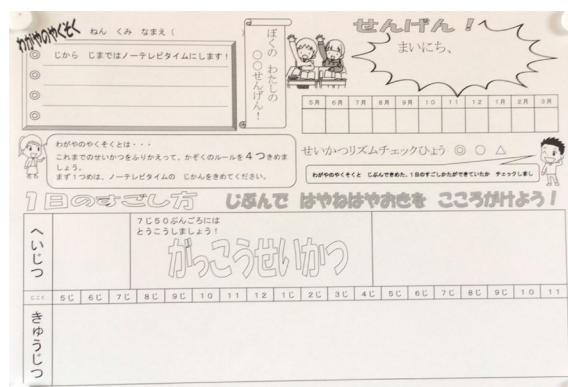 わがやのやくそく
ねん くみ なまえ( )
◎ じから じまではノーテレビタイムにします!
◎
◎
◎
ぼくの わたしの
○○せんげん!
せんげん!
まいにち、
5月 6月 7月 8月 9月 10 11 12 1月 2月 3月
わがやのやくそくとは・・・
これまでのせいかつをふりかえって、かぞくのルールを4つきめま
しょう。
まず1つめは、ノーテレビタイムの じかんをきめてください。
せいかつリズムチェックひょう ◎ ○ △
わがやのやくそくと じぶんできめた、1日のすごしかたができていたか チェックしまし
1日のすごし方 じぶんで はやねはやおきを こころがけよう!
へいじつ
7じ50ぷんごろには
とうこうしましょう!
がっこうせいかつ
じこく 5じ 6じ 7じ 8じ 9じ 10 11 12 1じ 2じ 3じ 4じ 5じ 6じ 7じ 8じ 9じ 10 11
きゅうじつ